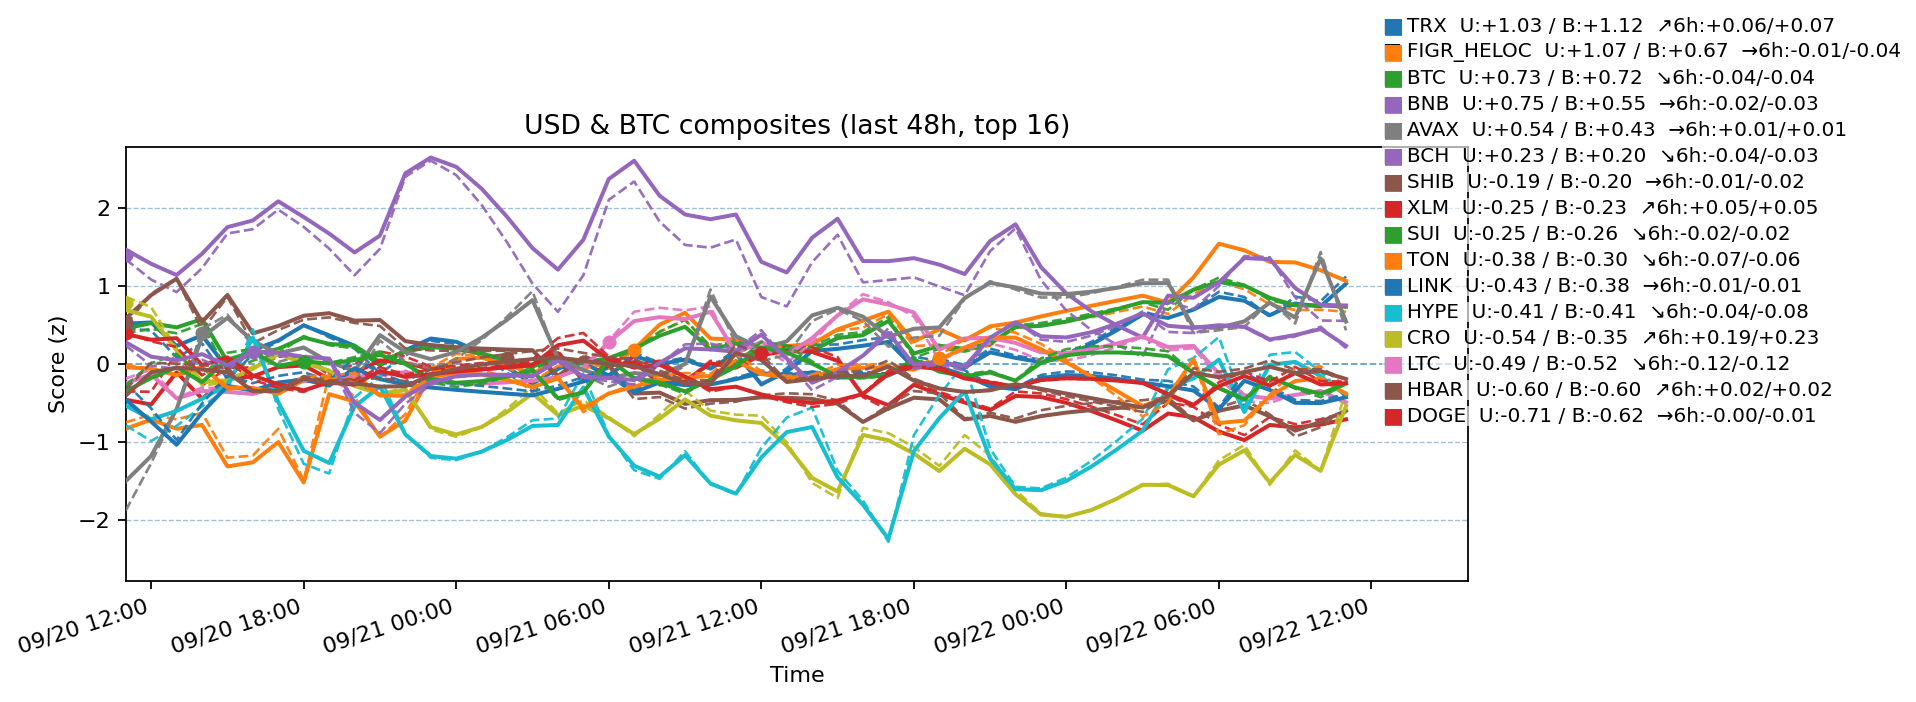 TRX  U:+1.03 / B:+1.12  ↗6h:+0.06/+0.07
FIGR_HELOC  U:+1.07 / B:+0.67  →6h:-0.01/-0.04
BTC  U:+0.73 / B:+0.72  ↘6h:-0.04/-0.04
BNB  U:+0.75 / B:+0.55  →6h:-0.02/-0.03
AVAX  U:+0.54 / B:+0.43  →6h:+0.01/+0.01
BCH  U:+0.23 / B:+0.20  ↘6h:-0.04/-0.03
SHIB  U:-0.19 / B:-0.20  →6h:-0.01/-0.02
XLM  U:-0.25 / B:-0.23  ↗6h:+0.05/+0.05
SUI  U:-0.25 / B:-0.26  ↘6h:-0.02/-0.02
TON  U:-0.38 / B:-0.30  ↘6h:-0.07/-0.06
LINK  U:-0.43 / B:-0.38  →6h:-0.01/-0.01
HYPE  U:-0.41 / B:-0.41  ↘6h:-0.04/-0.08
CRO  U:-0.54 / B:-0.35  ↗6h:+0.19/+0.23
LTC  U:-0.49 / B:-0.52  ↘6h:-0.12/-0.12
HBAR  U:-0.60 / B:-0.60  ↗6h:+0.02/+0.02
DOGE  U:-0.71 / B:-0.62  →6h:-0.00/-0.01
USD & BTC composites (last 48h, top 16)
Score (z)
2
1
0
−1
−2
09/20 12:00
09/20 18:00
09/21 00:00
09/21 06:00
09/21 12:00
09/21 18:00
09/22 00:00
09/22 06:00
09/22 12:00
Time